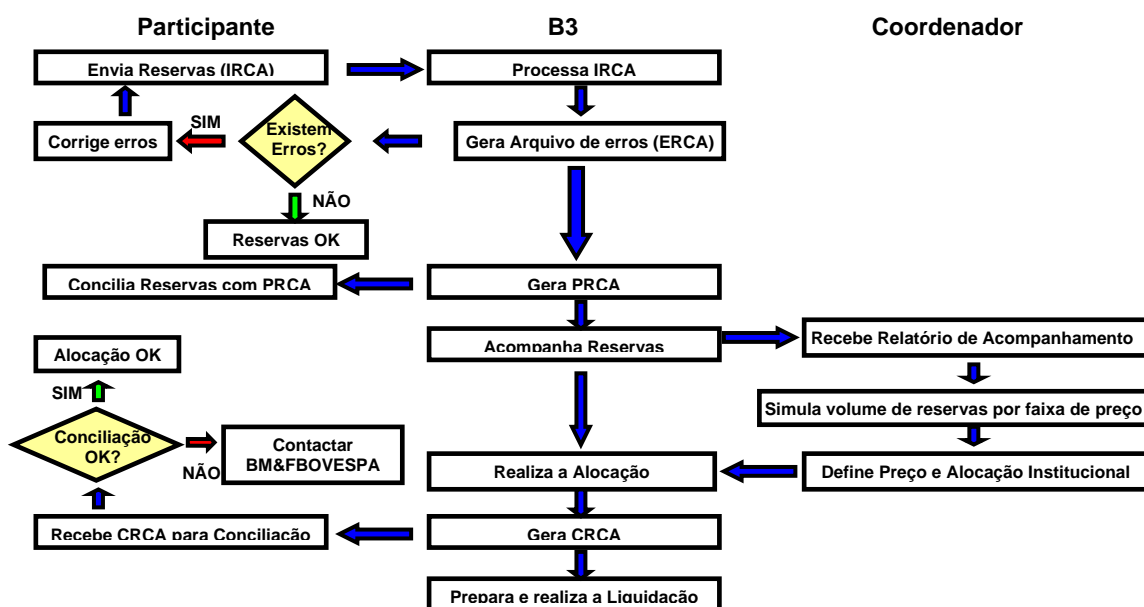 Participante
B3
Coordenador
Envia Reservas (IRCA)
Processa IRCA
SIM
Existem
Erros?
Corrige erros
Gera Arquivo de erros (ERCA)
NÃO
Reservas OK
Concilia Reservas com PRCA
Gera PRCA
Acompanha Reservas
Recebe Relatório de Acompanhamento
Alocação OK
SIM
Simula volume de reservas por faixa de preço
Conciliação
OK?
NÃO
Contactar
BM&FBOVESPA
Realiza a Alocação
Define Preço e Alocação Institucional
Recebe CRCA para Conciliação
Gera CRCA
Prepara e realiza a Liquidação